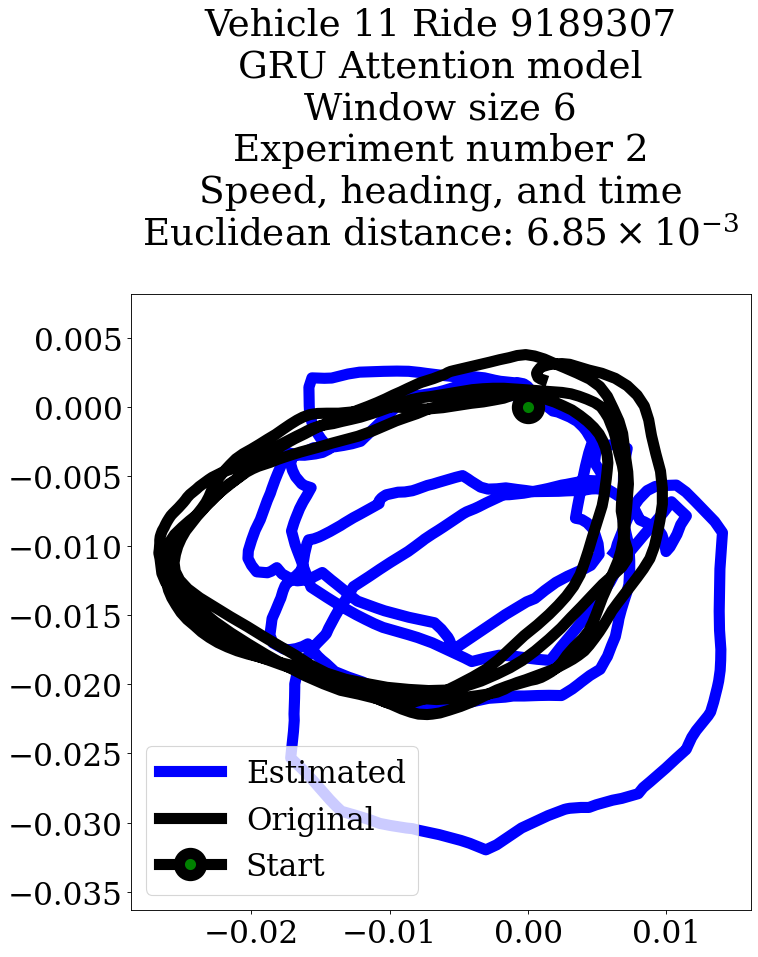 Vehicle 11 Ride 9189307
GRU Attention model
Window size 6
Experiment number 2
Speed, heading, and time
Euclidean distance: 6.85 × 10⁻³
0.005
0.000
−0.005
−0.010
−0.015
−0.020
−0.025
−0.030
−0.035
Estimated
Original
Start
−0.02
−0.01
0.00
0.01